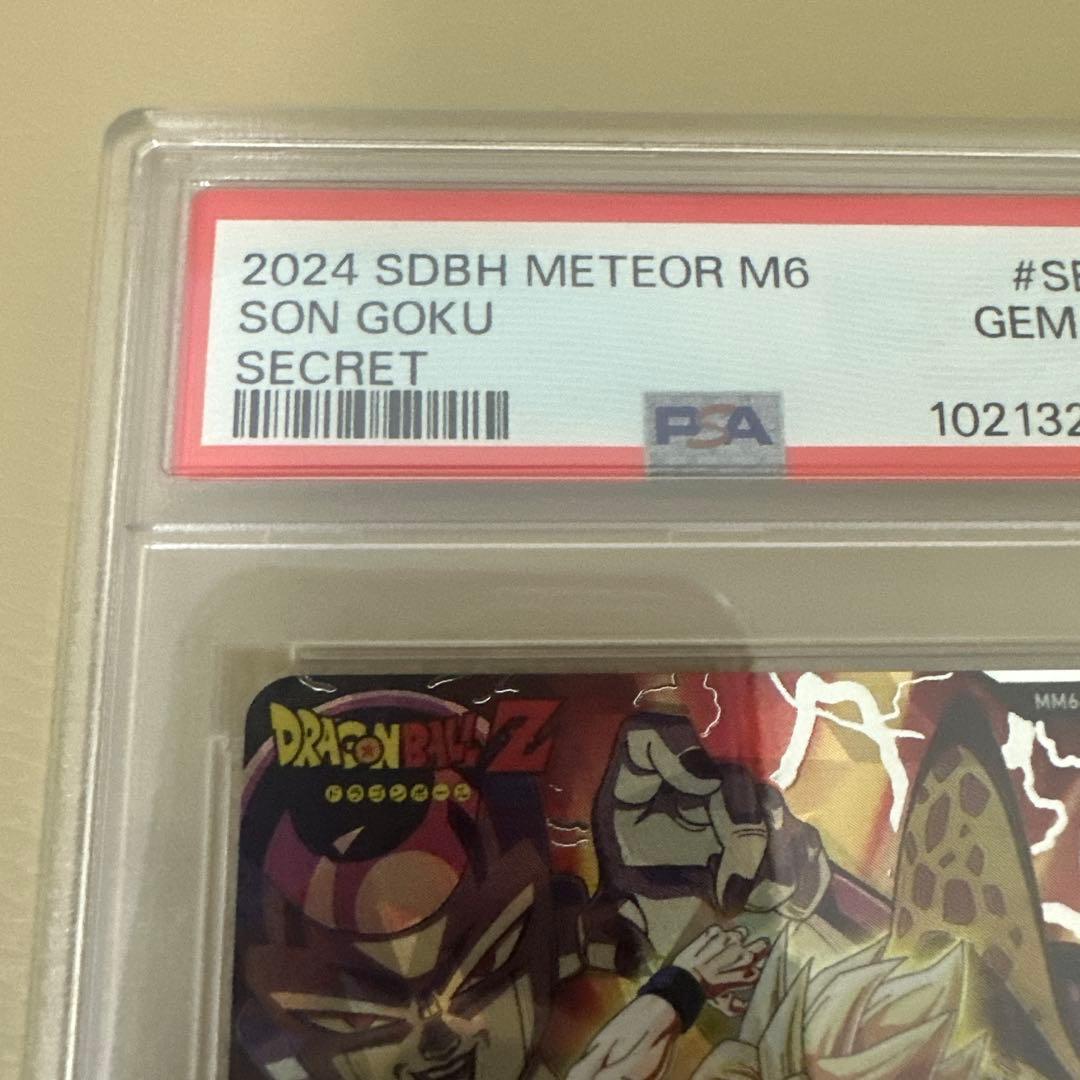 2024 SDBH METEOR M6
SON GOKU
SECRET
#SE
GEM
PSA
102132
MM6
DRAGON BALL Z
ドラゴンボールZ